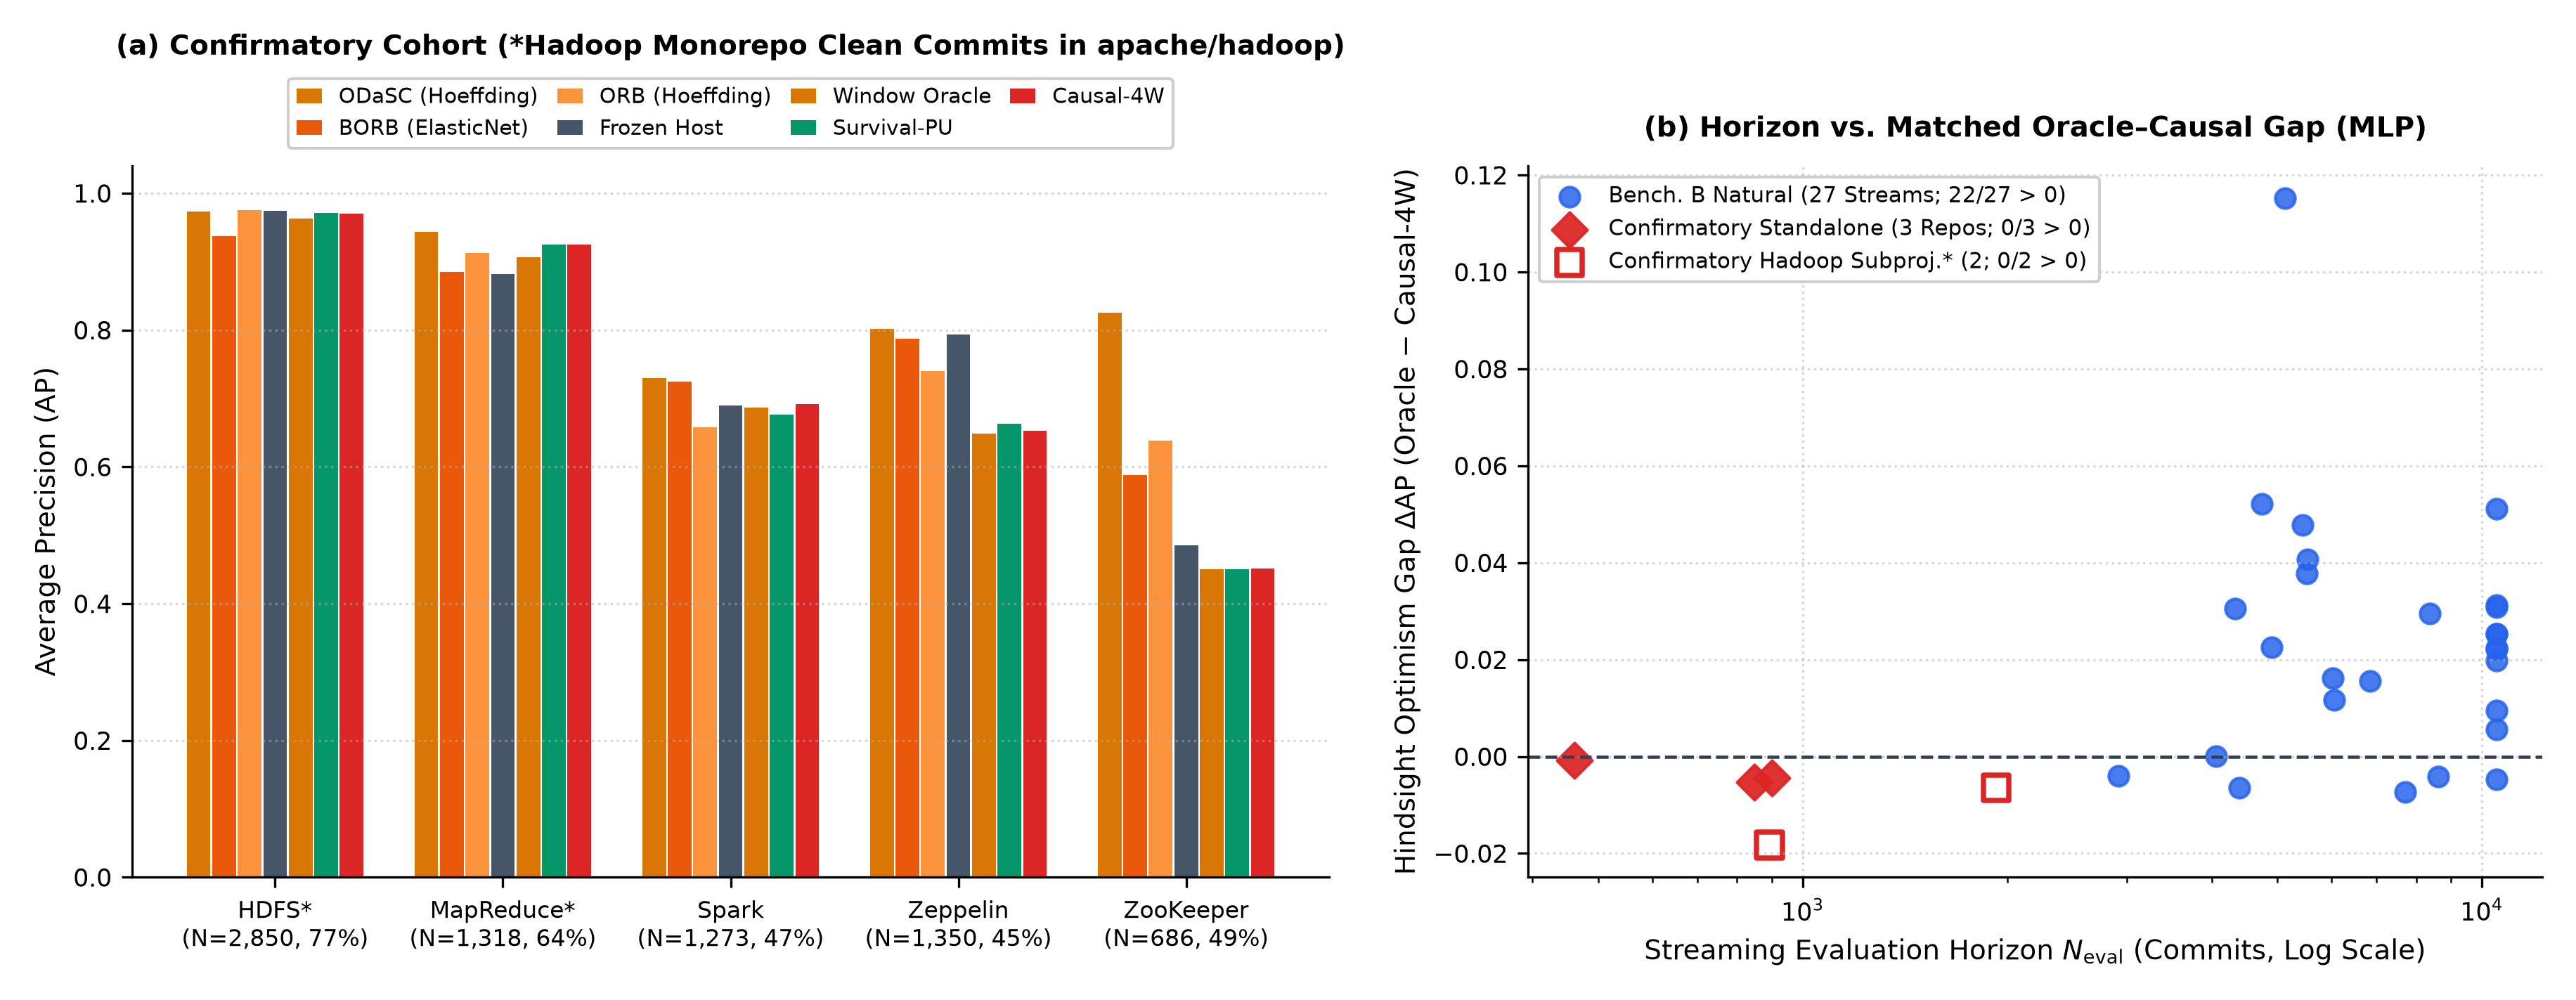 (a) Confirmatory Cohort (*Hadoop Monorepo Clean Commits in apache/hadoop)
ODaSC (Hoeffding)
ORB (Hoeffding)
Window Oracle
Causal-4W
BORB (ElasticNet)
Frozen Host
Survival-PU
Average Precision (AP)
1.0
0.8
0.6
0.4
0.2
0.0
HDFS*
(N=2,850, 77%)
MapReduce*
(N=1,318, 64%)
Spark
(N=1,273, 47%)
Zeppelin
(N=1,350, 45%)
ZooKeeper
(N=686, 49%)
(b) Horizon vs. Matched Oracle–Causal Gap (MLP)
Bench. B Natural (27 Streams; 22/27 > 0)
Confirmatory Standalone (3 Repos; 0/3 > 0)
Confirmatory Hadoop Subproj.* (2; 0/2 > 0)
Hindsight Optimism Gap ΔAP (Oracle − Causal-4W)
0.12
0.10
0.08
0.06
0.04
0.02
0.00
−0.02
10³
10⁴
Streaming Evaluation Horizon N_eval (Commits, Log Scale)